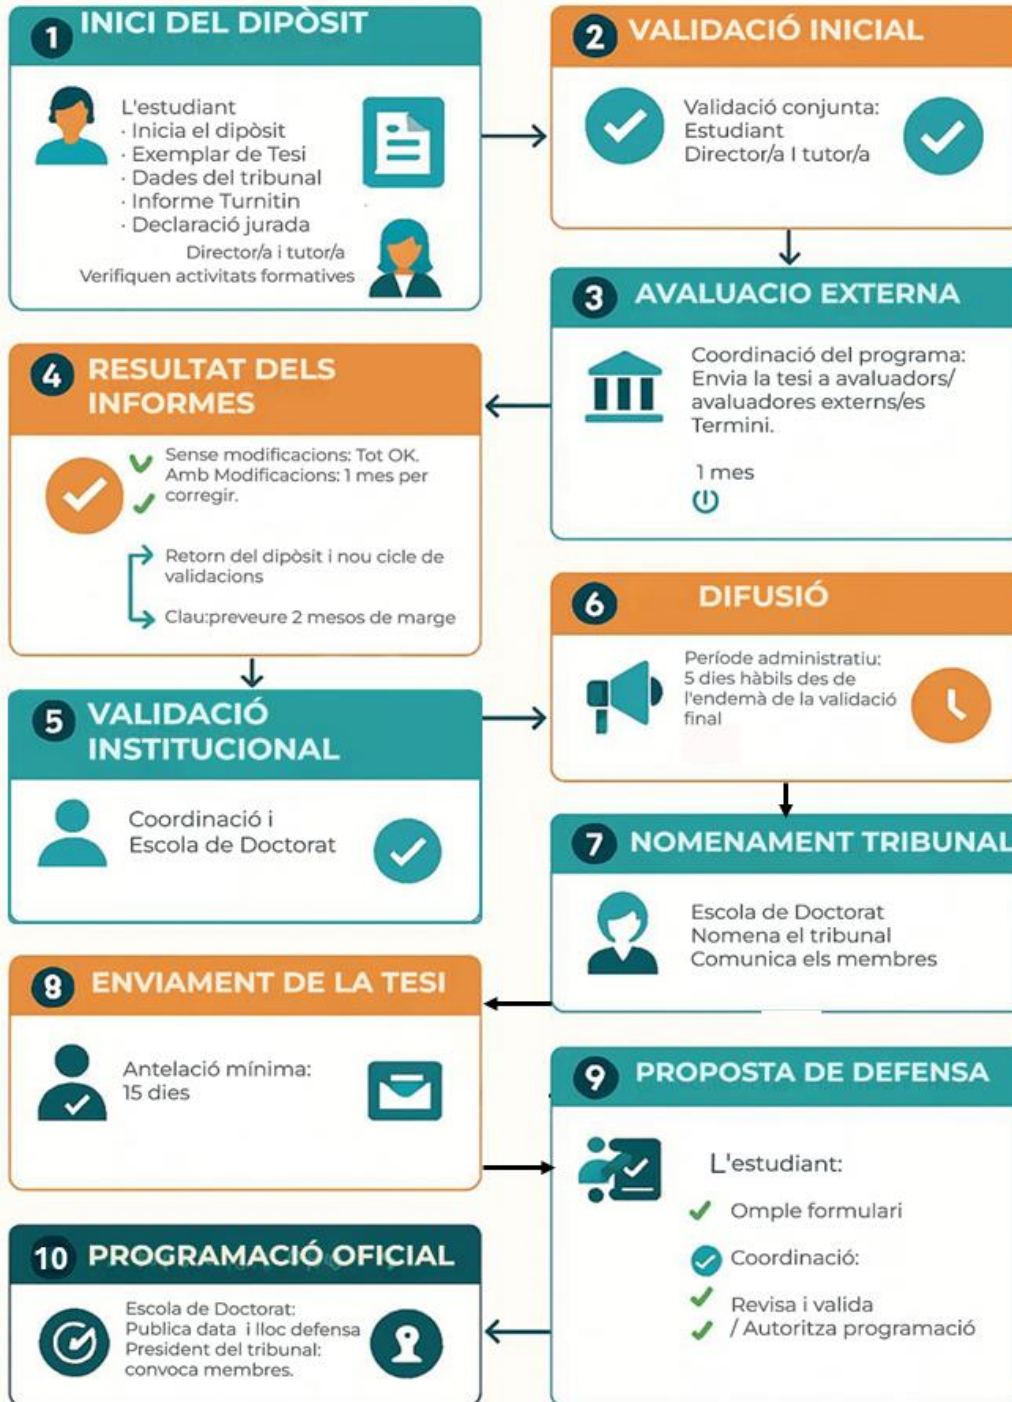 1 INICI DEL DIPÒSIT
L'estudiant
· Inicia el dipòsit
· Exemplar de Tesi
· Dades del tribunal
· Informe Turnitin
· Declaració jurada
Director/a i tutor/a
Verifiquen activitats formatives
2 VALIDACIÓ INICIAL
Validació conjunta:
Estudiant
Director/a I tutor/a
3 AVALUACIO EXTERNA
Coordinació del programa:
Envia la tesi a avaluadors/
avaluadores externs/es
Termini.
1 mes
4 RESULTAT DELS
INFORMES
Sense modificacions: Tot OK.
Amb Modificacions: 1 mes per
corregir.
Retorn del dipòsit i nou cicle de
validacions
Clau:preveure 2 mesos de marge
5 VALIDACIÓ
INSTITUCIONAL
Coordinació i
Escola de Doctorat
6 DIFUSIÓ
Període administratiu:
5 dies hàbils des de
l'endemà de la validació
final
7 NOMENAMENT TRIBUNAL
Escola de Doctorat
Nomena el tribunal
Comunica els membres
8 ENVIAMENT DE LA TESI
Antelació mínima:
15 dies
9 PROPOSTA DE DEFENSA
L'estudiant:
Omple formulari
Coordinació:
Revisa i valida
/ Autoritza programació
10 PROGRAMACIÓ OFICIAL
Escola de Doctorat:
Publica data i lloc defensa
President del tribunal:
convoca membres.